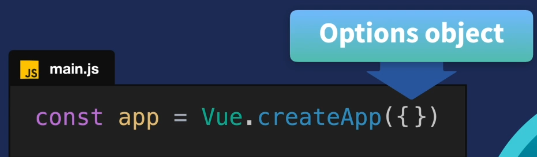 Options object
JS main.js
const app = Vue.createApp({})